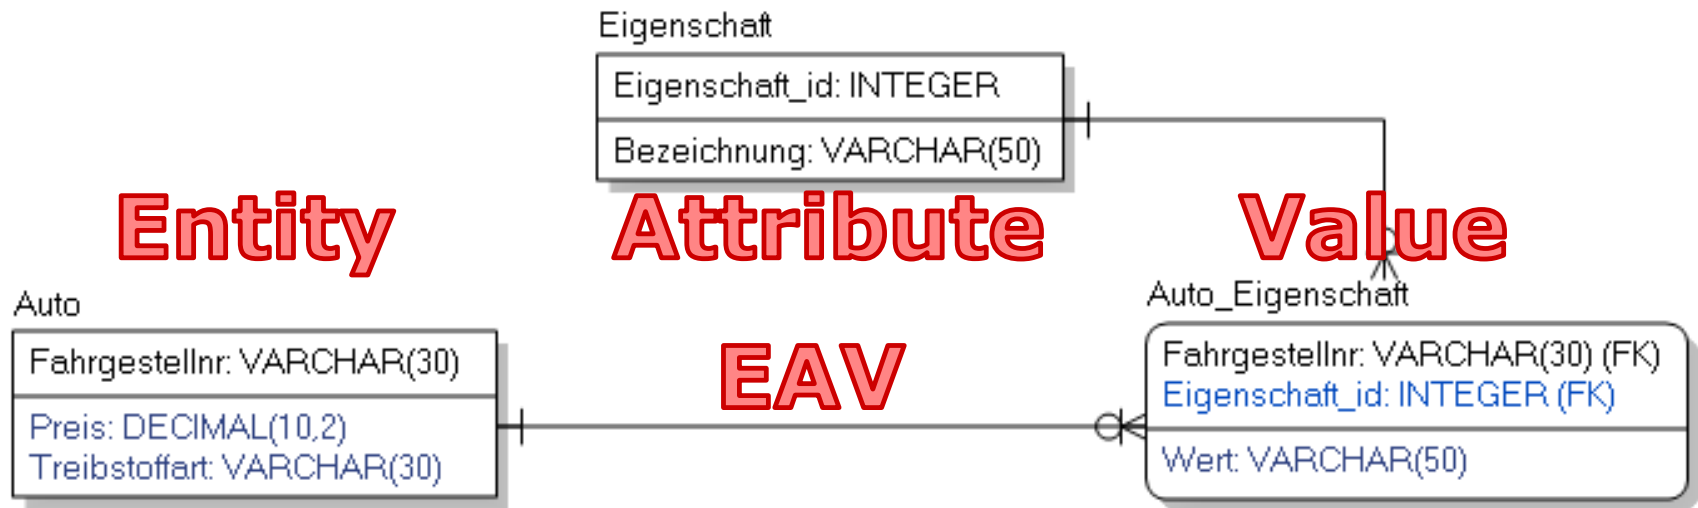 Eigenschaft
Eigenschaft_id: INTEGER
Bezeichnung: VARCHAR(50)
Entity
Attribute
Value
Auto
Fahrgestellnr: VARCHAR(30)
Preis: DECIMAL(10,2)
Treibstoffart: VARCHAR(30)
EAV
Auto_Eigenschaft
Fahrgestellnr: VARCHAR(30) (FK)
Eigenschaft_id: INTEGER (FK)
Wert: VARCHAR(50)